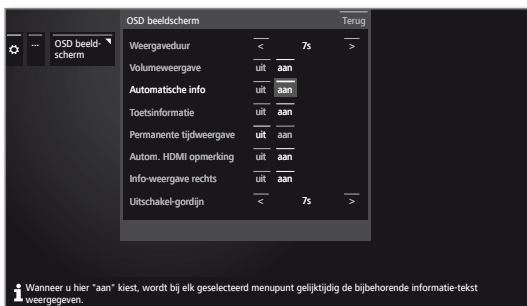 OSD beeldscherm Terug
... OSD beeld-
scherm
Weergaveduur < 7s >
Volumeweergave uit aan
Automatische info uit aan
Toetsinformatie uit aan
Permanente tijdweergave uit aan
Autom. HDMI opmerking uit aan
Info-weergave rechts uit aan
Uitschakel-gordijn < 7s >
i Wanneer u hier "aan" kiest, wordt bij elk geselecteerd menupunt gelijktijdig de bijbehorende informatie-tekst
weergegeven.